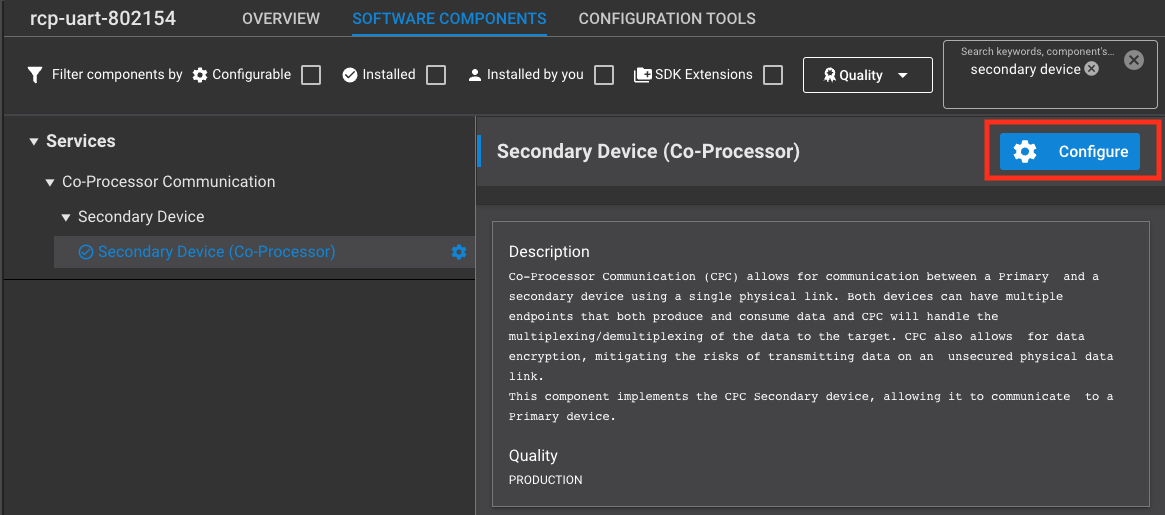 rcp-uart-802154 OVERVIEW SOFTWARE COMPONENTS CONFIGURATION TOOLS
Filter components by Configurable Installed Installed by you SDK Extensions Quality
Search keywords, component's...
secondary device
Services
Co-Processor Communication
Secondary Device
Secondary Device (Co-Processor)
Secondary Device (Co-Processor) Configure
Description
Co-Processor Communication (CPC) allows for communication between a Primary  and a
secondary device using a single physical link. Both devices can have multiple
endpoints that both produce and consume data and CPC will handle the
multiplexing/demultiplexing of the data to the target. CPC also allows  for data
encryption, mitigating the risks of transmitting data on an  unsecured physical data
link.
This component implements the CPC Secondary device, allowing it to communicate  to a
Primary device.
Quality
PRODUCTION